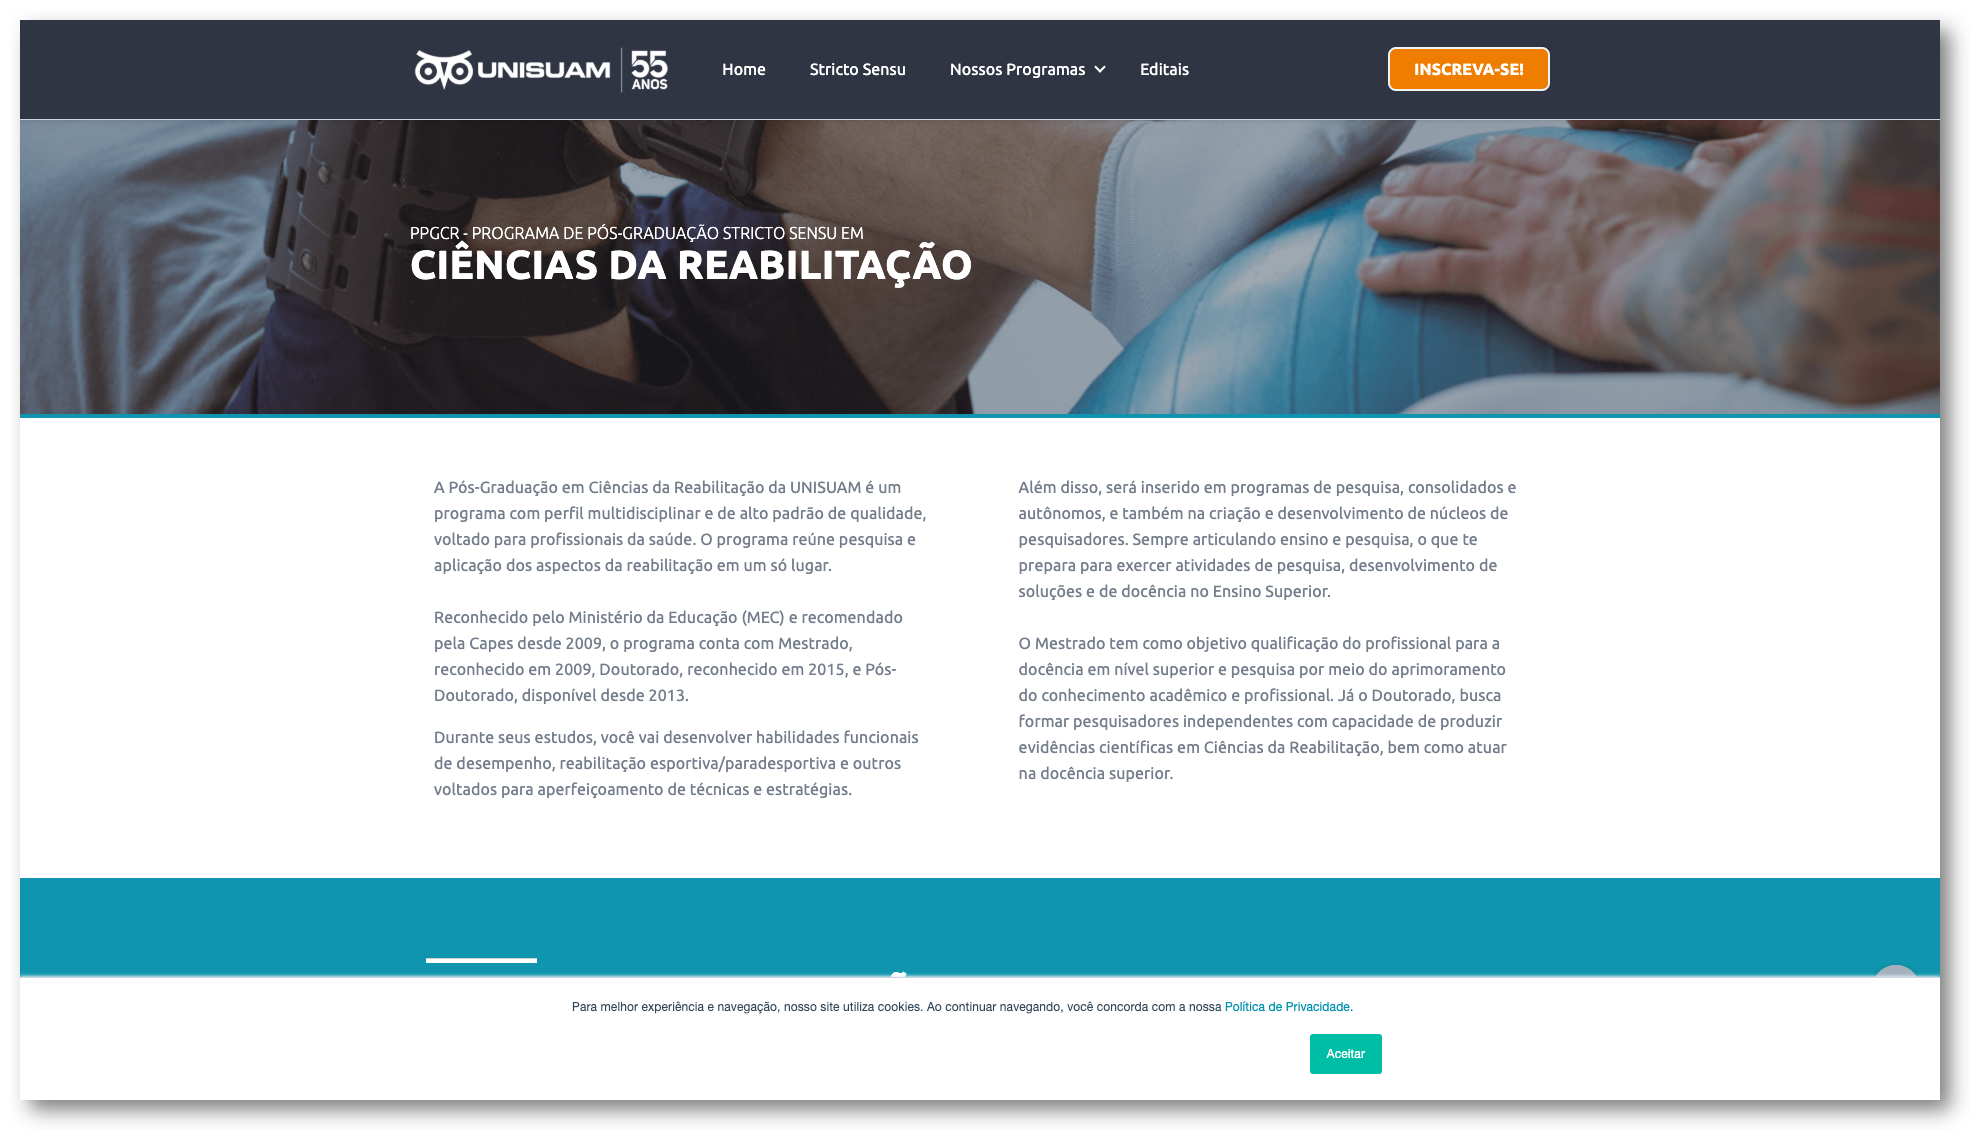 UNISUAM
55 ANOS
Home
Stricto Sensu
Nossos Programas
Editais
INSCREVA-SE!
PPGCR - PROGRAMA DE PÓS-GRADUAÇÃO STRICTO SENSU EM
CIÊNCIAS DA REABILITAÇÃO
A Pós-Graduação em Ciências da Reabilitação da UNISUAM é um
programa com perfil multidisciplinar e de alto padrão de qualidade,
voltado para profissionais da saúde. O programa reúne pesquisa e
aplicação dos aspectos da reabilitação em um só lugar.
Reconhecido pelo Ministério da Educação (MEC) e recomendado
pela Capes desde 2009, o programa conta com Mestrado,
reconhecido em 2009, Doutorado, reconhecido em 2015, e Pós-
Doutorado, disponível desde 2013.
Durante seus estudos, você vai desenvolver habilidades funcionais
de desempenho, reabilitação esportiva/paradesportiva e outros
voltados para aperfeiçoamento de técnicas e estratégias.
Além disso, será inserido em programas de pesquisa, consolidados e
autônomos, e também na criação e desenvolvimento de núcleos de
pesquisadores. Sempre articulando ensino e pesquisa, o que te
prepara para exercer atividades de pesquisa, desenvolvimento de
soluções e de docência no Ensino Superior.
O Mestrado tem como objetivo qualificação do profissional para a
docência em nível superior e pesquisa por meio do aprimoramento
do conhecimento acadêmico e profissional. Já o Doutorado, busca
formar pesquisadores independentes com capacidade de produzir
evidências científicas em Ciências da Reabilitação, bem como atuar
na docência superior.
Para melhor experiência e navegação, nosso site utiliza cookies. Ao continuar navegando, você concorda com a nossa Política de Privacidade.
Aceitar